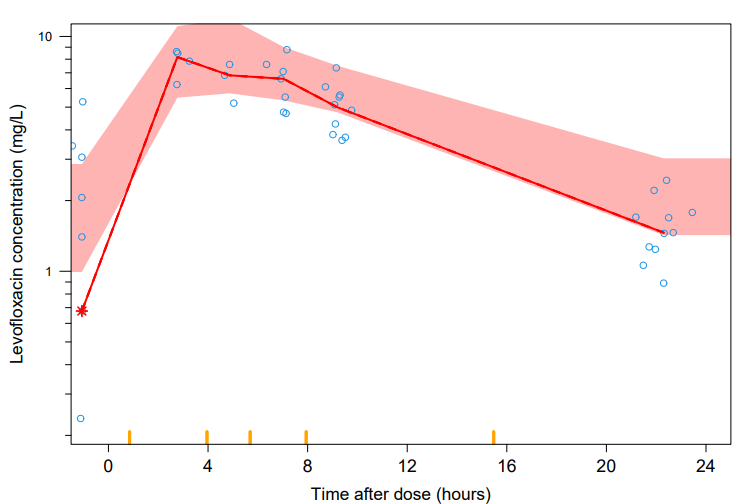 Levofloxacin concentration (mg/L)
10
1
0 4 8 12 16 20 24
Time after dose (hours)